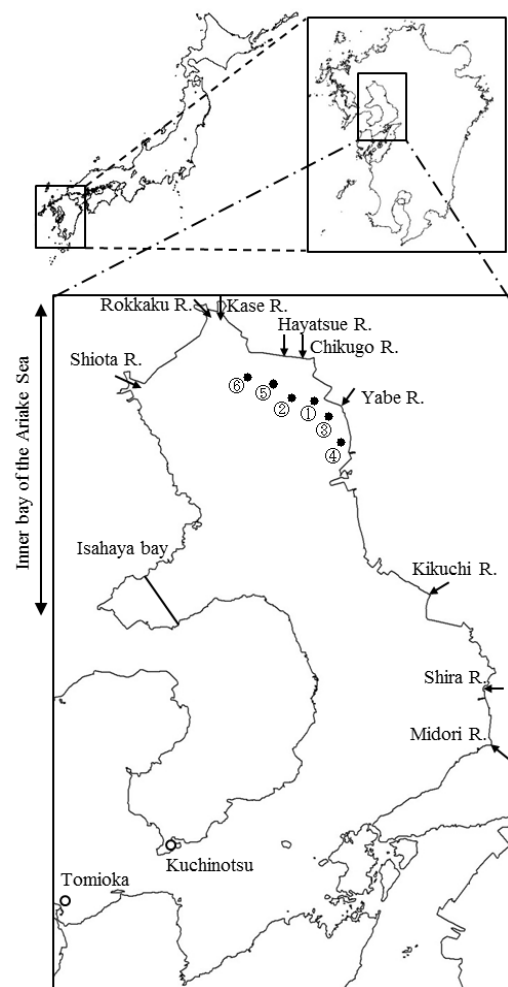 Rokkaku R.
Kase R.
Hayatsue R.
Chikugo R.
Shiota R.
Yabe R.
⑥
⑤
②
①
③
④
Inner bay of the Ariake Sea
Isahaya bay
Kikuchi R.
Shira R.
Midori R.
Kuchinotsu
Tomioka